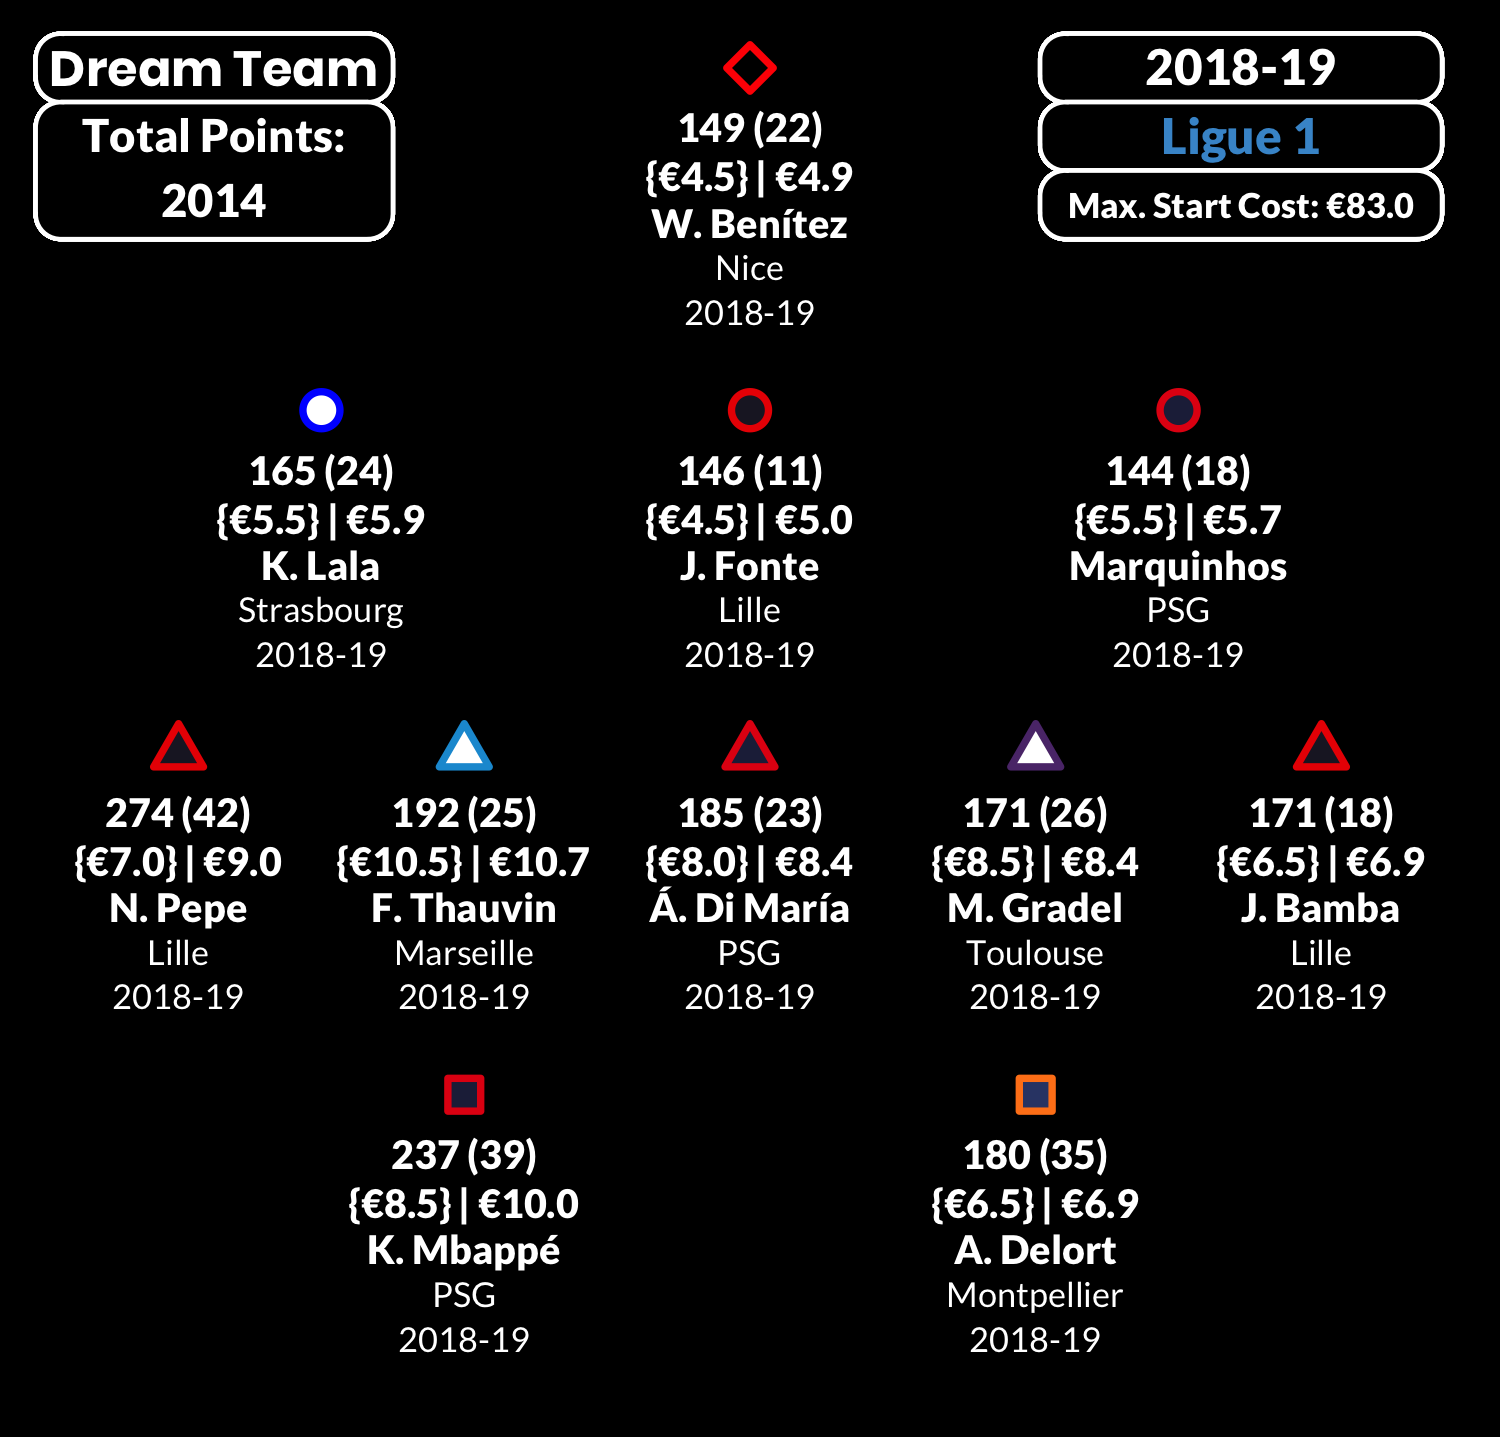 Dream Team
Total Points:
2014
2018-19
Ligue 1
Max. Start Cost: €83.0
149 (22)
{€4.5} | €4.9
W. Benítez
Nice
2018-19
165 (24)
{€5.5} | €5.9
K. Lala
Strasbourg
2018-19
146 (11)
{€4.5} | €5.0
J. Fonte
Lille
2018-19
144 (18)
{€5.5} | €5.7
Marquinhos
PSG
2018-19
274 (42)
{€7.0} | €9.0
N. Pepe
Lille
2018-19
192 (25)
{€10.5} | €10.7
F. Thauvin
Marseille
2018-19
185 (23)
{€8.0} | €8.4
Á. Di María
PSG
2018-19
171 (26)
{€8.5} | €8.4
M. Gradel
Toulouse
2018-19
171 (18)
{€6.5} | €6.9
J. Bamba
Lille
2018-19
237 (39)
{€8.5} | €10.0
K. Mbappé
PSG
2018-19
180 (35)
{€6.5} | €6.9
A. Delort
Montpellier
2018-19